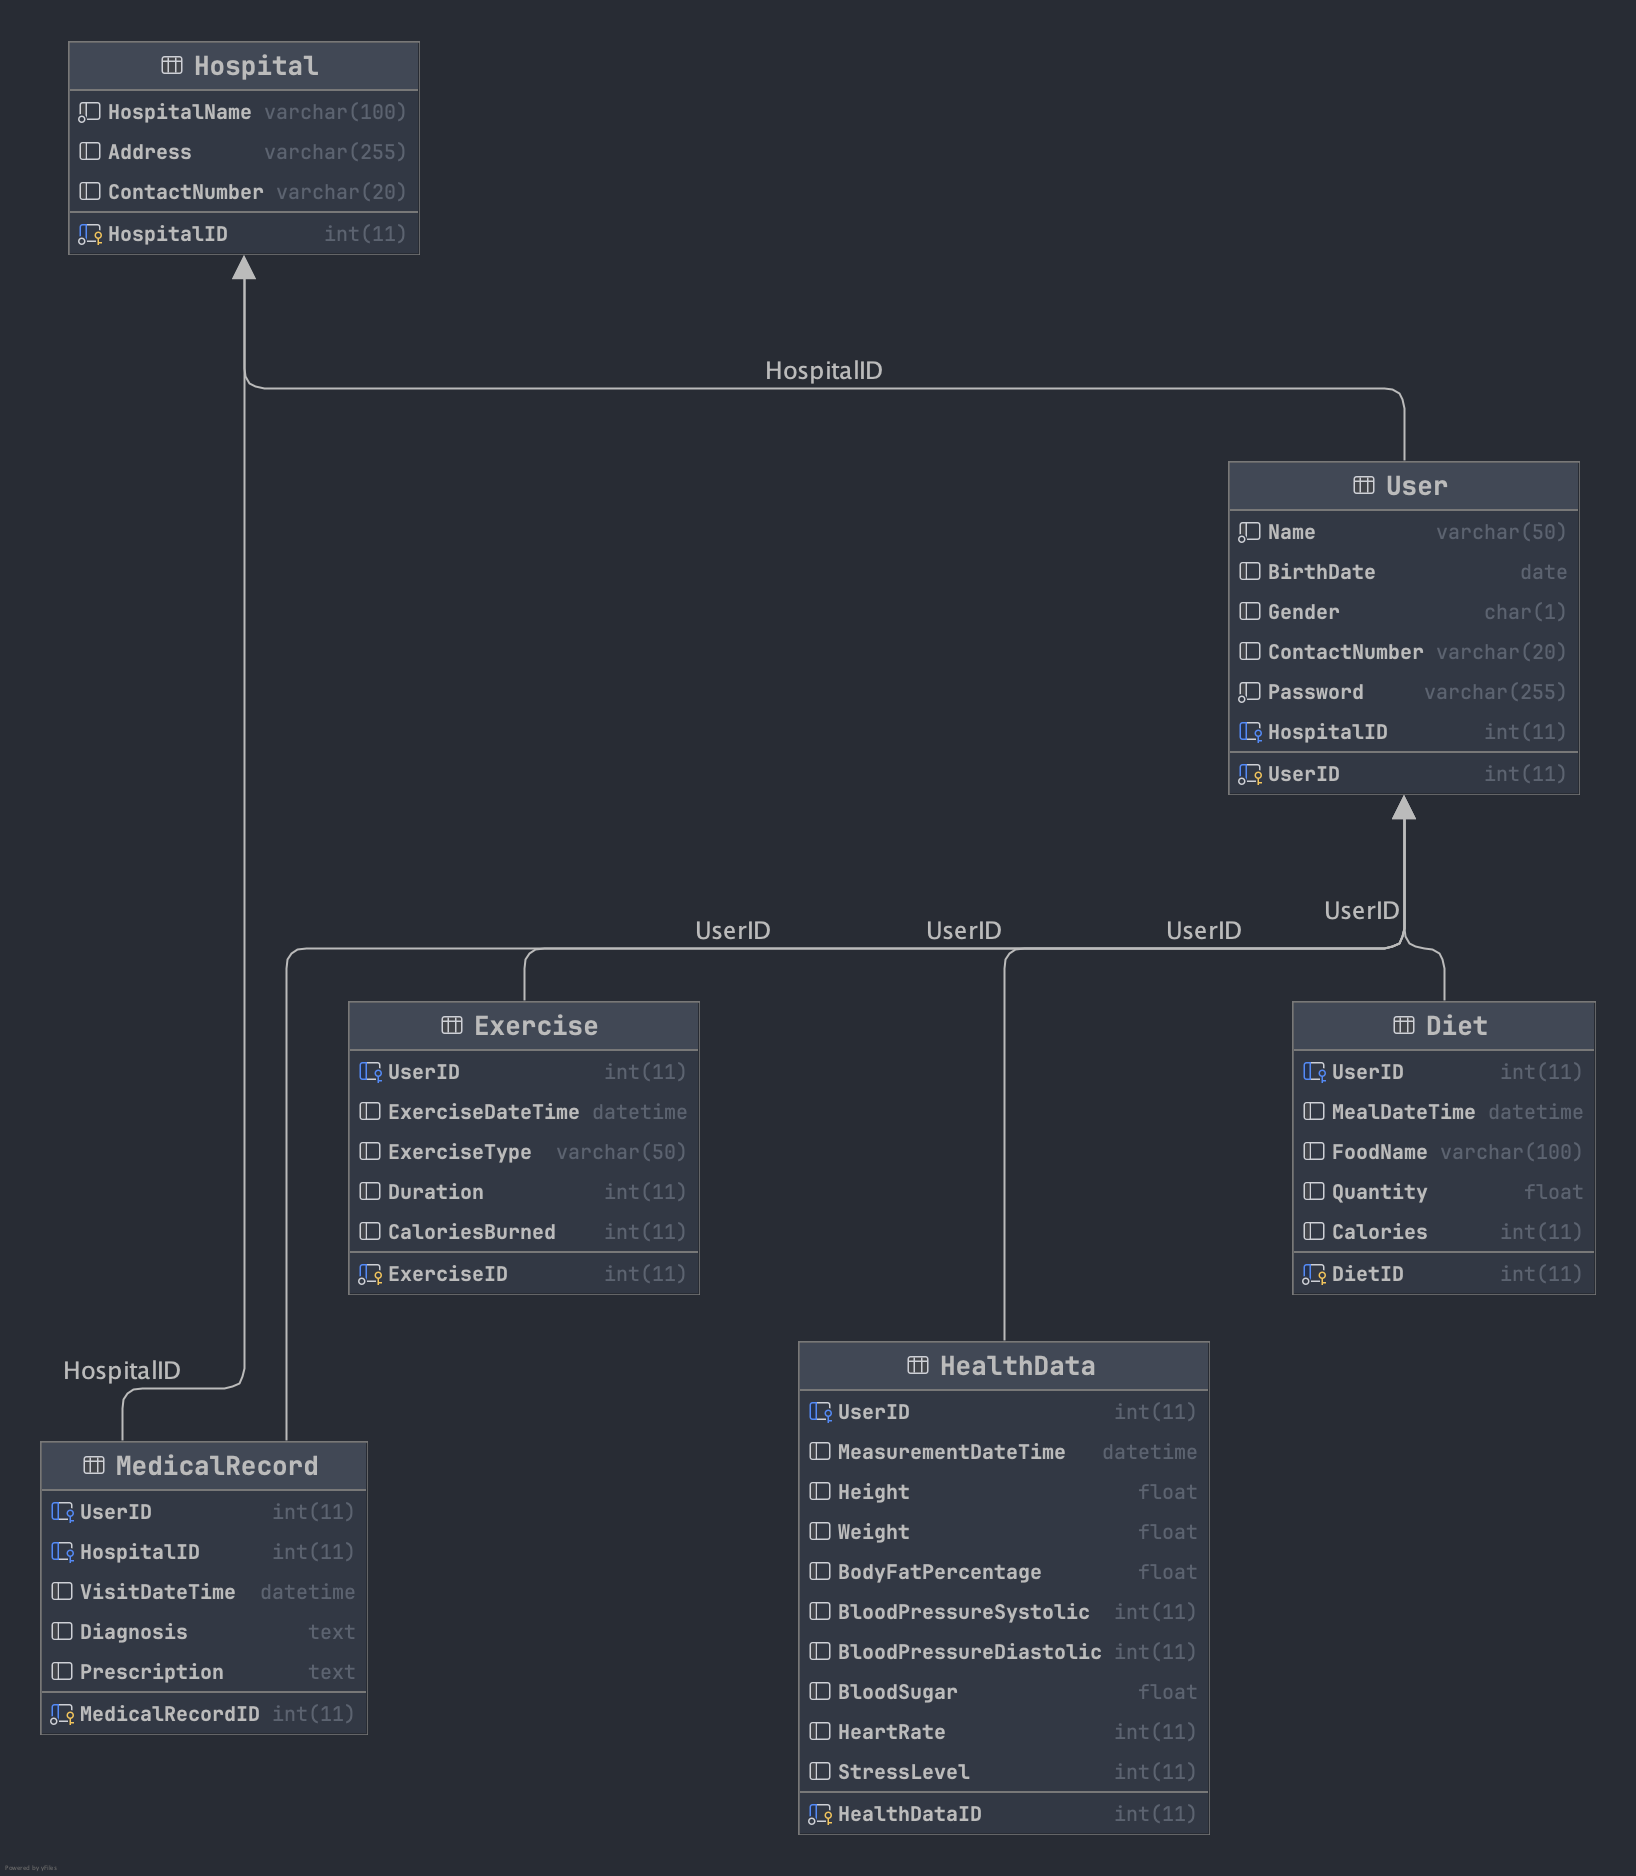 Hospital
HospitalName varchar(100)
Address varchar(255)
ContactNumber varchar(20)
HospitalID int(11)
HospitalID
User
Name varchar(50)
BirthDate date
Gender char(1)
ContactNumber varchar(20)
Password varchar(255)
HospitalID int(11)
UserID int(11)
UserID
UserID UserID UserID
Exercise
UserID int(11)
ExerciseDateTime datetime
ExerciseType varchar(50)
Duration int(11)
CaloriesBurned int(11)
ExerciseID int(11)
Diet
UserID int(11)
MealDateTime datetime
FoodName varchar(100)
Quantity float
Calories int(11)
DietID int(11)
HospitalID
MedicalRecord
UserID int(11)
HospitalID int(11)
VisitDateTime datetime
Diagnosis text
Prescription text
MedicalRecordID int(11)
HealthData
UserID int(11)
MeasurementDateTime datetime
Height float
Weight float
BodyFatPercentage float
BloodPressureSystolic int(11)
BloodPressureDiastolic int(11)
BloodSugar float
HeartRate int(11)
StressLevel int(11)
HealthDataID int(11)
Powered by yFiles